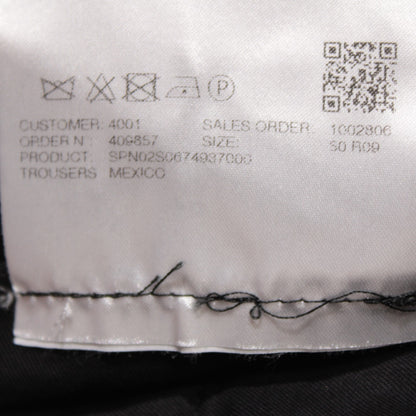 CUSTOMER: 4001 SALES ORDER: 1002806
ORDER N : 409857 SIZE: 50 R09
PRODUCT: SPN02S0674937000
TROUSERS MEXICO